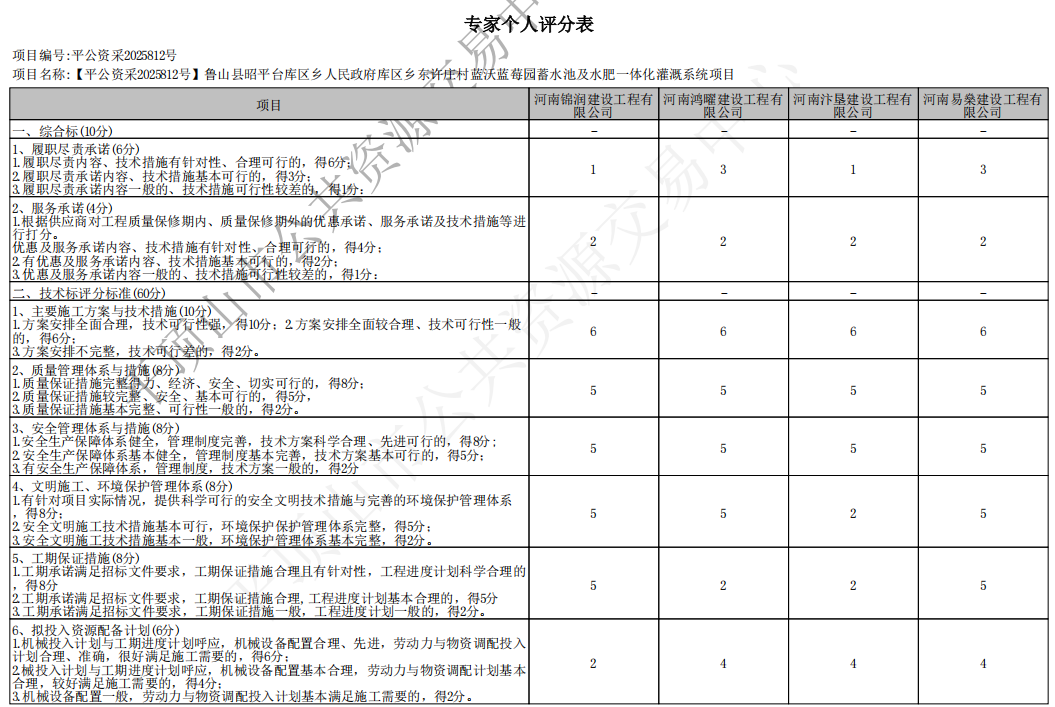 专家个人评分表
项目编号:平公资采2025812号
项目名称:【平公资采2025812号】鲁山县昭平台库区乡人民政府库区乡东许庄村蓝沃蓝莓园蓄水池及水肥一体化灌溉系统项目
项目 河南锦润建设工程有限公司 河南鸿曜建设工程有限公司 河南汴垦建设工程有限公司 河南易燊建设工程有限公司
一、综合标(10分) – – – –
1、履职尽责承诺(6分)
1.履职尽责内容、技术措施有针对性、合理可行的，得6分；
2.履职尽责承诺内容、技术措施基本可行的，得3分；
3.履职尽责承诺内容一般的、技术措施可行性较差的，得1分；
1 3 1 3
2、服务承诺(4分)
1.根据供应商对工程质量保修期内、质量保修期外的优惠承诺、服务承诺及技术措施等进
行打分。
优惠及服务承诺内容、技术措施有针对性、合理可行的，得4分；
2.有优惠及服务承诺内容、技术措施基本可行的，得2分；
3.优惠及服务承诺内容一般的、技术措施可行性较差的，得1分；
2 2 2 2
二、技术标评分标准(60分) – – – –
1、主要施工方案与技术措施(10分)
1.方案安排全面合理，技术可行性强，得10分；2.方案安排全面较合理、技术可行性一般
的，得6分；
3.方案安排不完整，技术可行差的，得2分。
6 6 6 6
2、质量管理体系与措施(8分)
1.质量保证措施完整得力、经济、安全、切实可行的，得8分；
2.质量保证措施较完整、安全、基本可行的，得5分，
3.质量保证措施基本完整、可行性一般的，得2分。
5 5 5 5
3、安全管理体系与措施(8分)
1.安全生产保障体系健全，管理制度完善，技术方案科学合理、先进可行的，得8分；
2.安全生产保障体系基本健全，管理制度基本完善，技术方案基本可行的，得5分；
3.有安全生产保障体系，管理制度，技术方案一般的，得2分
5 5 5 5
4、文明施工、环境保护管理体系(8分)
1.有针对项目实际情况，提供科学可行的安全文明技术措施与完善的环境保护管理体系
，得8分；
2.安全文明施工技术措施基本可行，环境保护保护管理体系完整，得5分；
3.安全文明施工技术措施基本一般，环境保护管理体系基本完整，得2分。
5 5 2 5
5、工期保证措施(8分)
1.工期承诺满足招标文件要求，工期保证措施合理且有针对性，工程进度计划科学合理的
，得8分
2.工期承诺满足招标文件要求，工期保证措施合理,工程进度计划基本合理的，得5分
3.工期承诺满足招标文件要求，工期保证措施一般，工程进度计划一般的，得2分。
5 2 2 5
6、拟投入资源配备计划(6分)
1.机械投入计划与工期进度计划呼应，机械设备配置合理、先进，劳动力与物资调配投入
计划合理、准确，很好满足施工需要的，得6分；
2.械投入计划与工期进度计划呼应，机械设备配置基本合理，劳动力与物资调配计划基本
合理，较好满足施工需要的，得4分；
3.机械设备配置一般，劳动力与物资调配投入计划基本满足施工需要的，得2分。
2 4 4 4
平顶山市公共资源交易中心
平顶山市公共资源交易中心